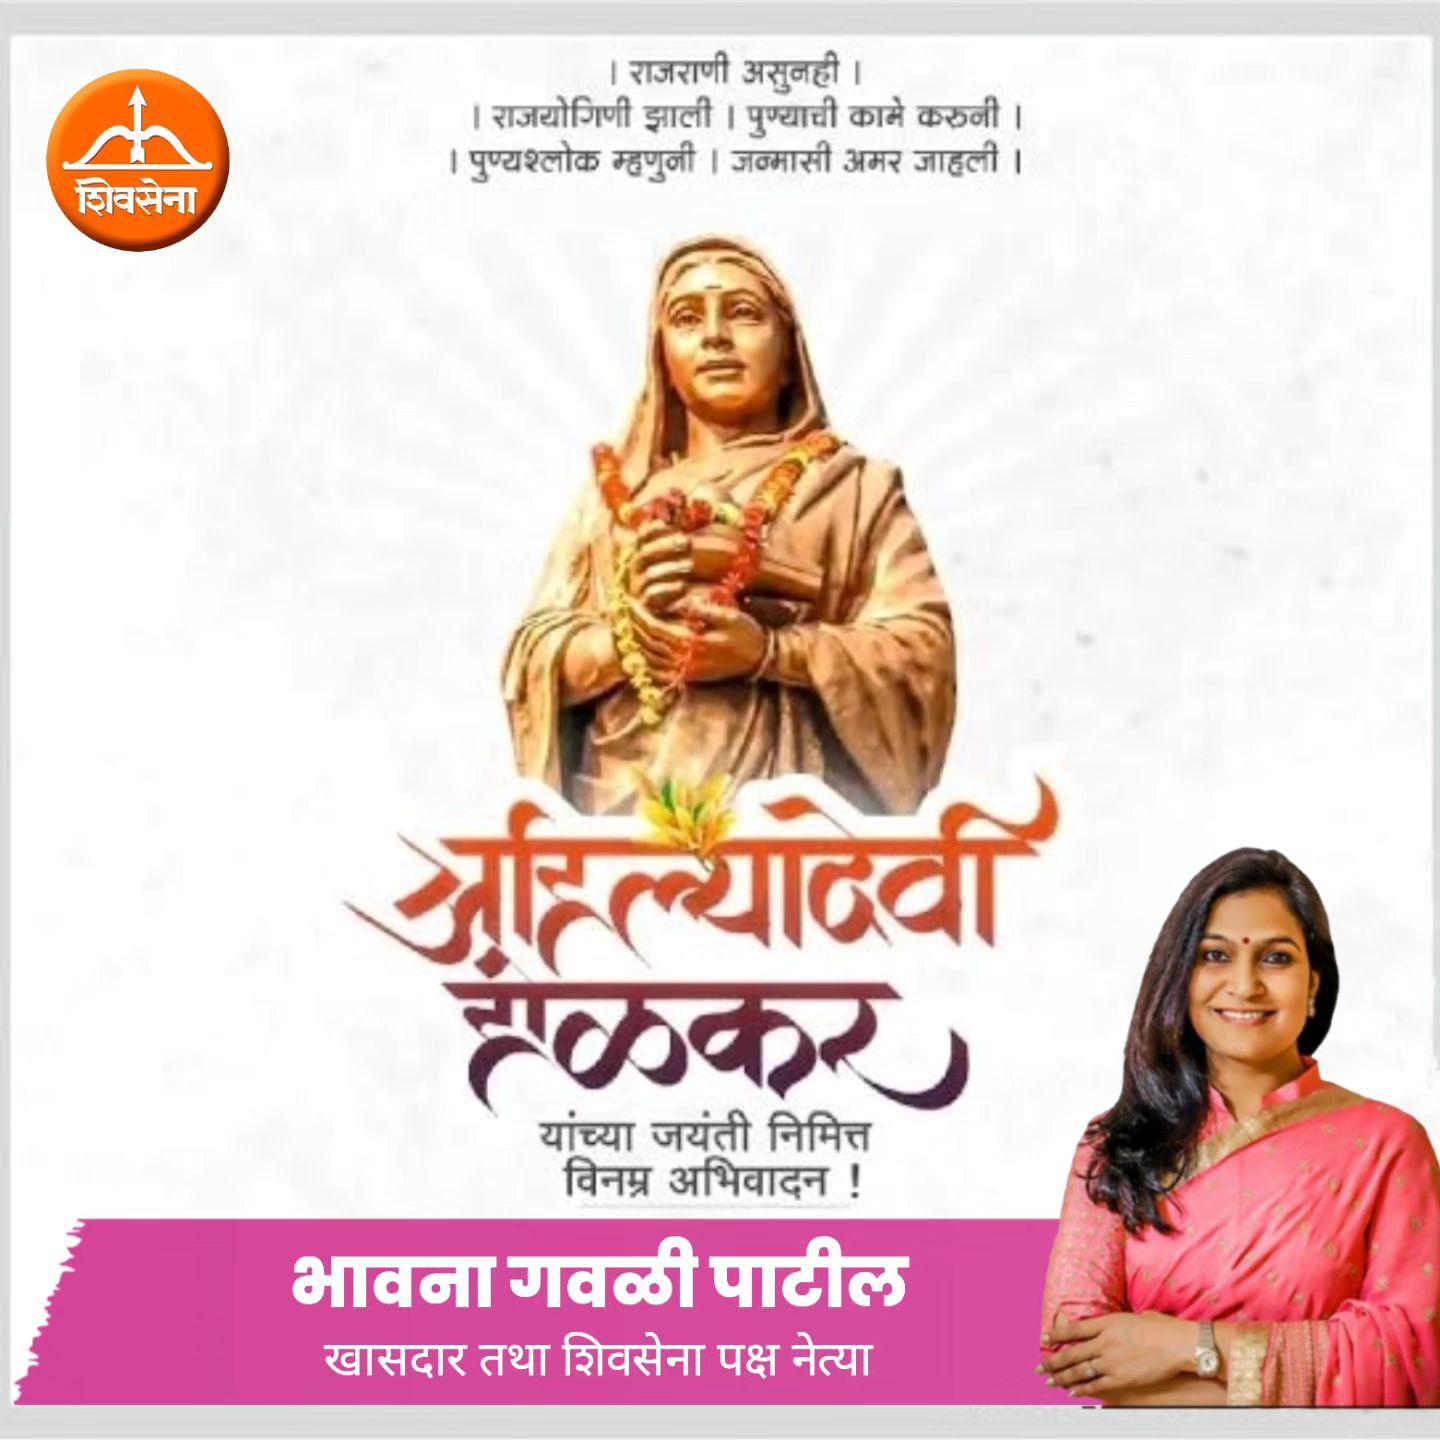 । राजराणी असुनही ।
। राजयोगिणी झाली । पुण्याची कामे करुनी ।
। पुण्यश्लोक म्हणुनी । जन्मासी अमर जाहली ।
शिवसेना
अहिल्यादेवी
होळकर
यांच्या जयंती निमित्त
विनम्र अभिवादन !
भावना गवळी पाटील
खासदार तथा शिवसेना पक्ष नेत्या